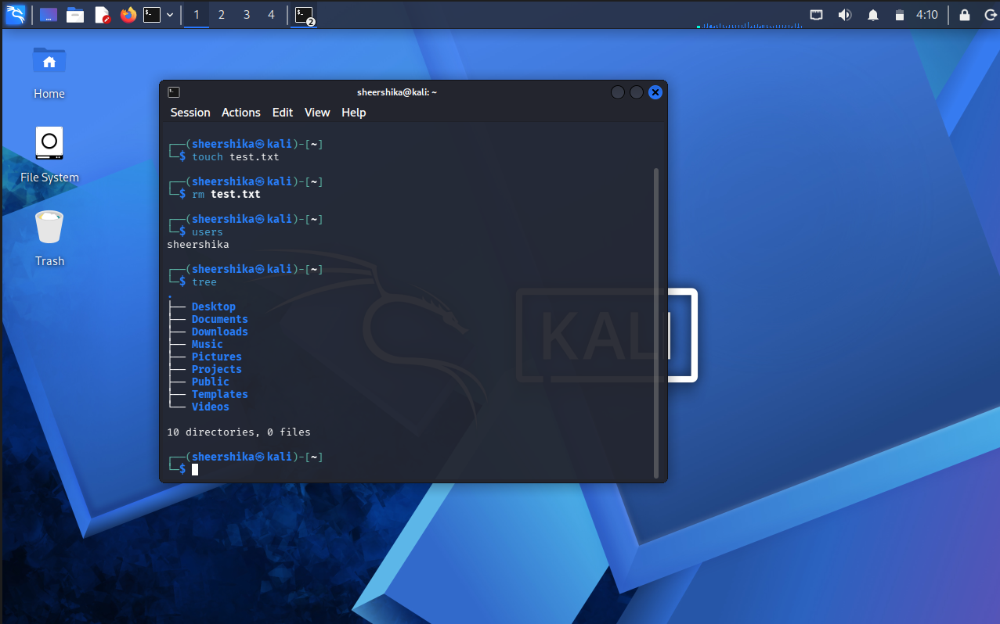 1 2 3 4 2 4:10
Home
File System
Trash
sheershika@kali: ~
Session Actions Edit View Help
┌──(sheershika㉿kali)-[~]
└─$ touch test.txt
┌──(sheershika㉿kali)-[~]
└─$ rm test.txt
┌──(sheershika㉿kali)-[~]
└─$ users
sheershika
┌──(sheershika㉿kali)-[~]
└─$ tree
.
├── Desktop
├── Documents
├── Downloads
├── Music
├── Pictures
├── Projects
├── Public
├── Templates
└── Videos
10 directories, 0 files
┌──(sheershika㉿kali)-[~]
└─$
KALI